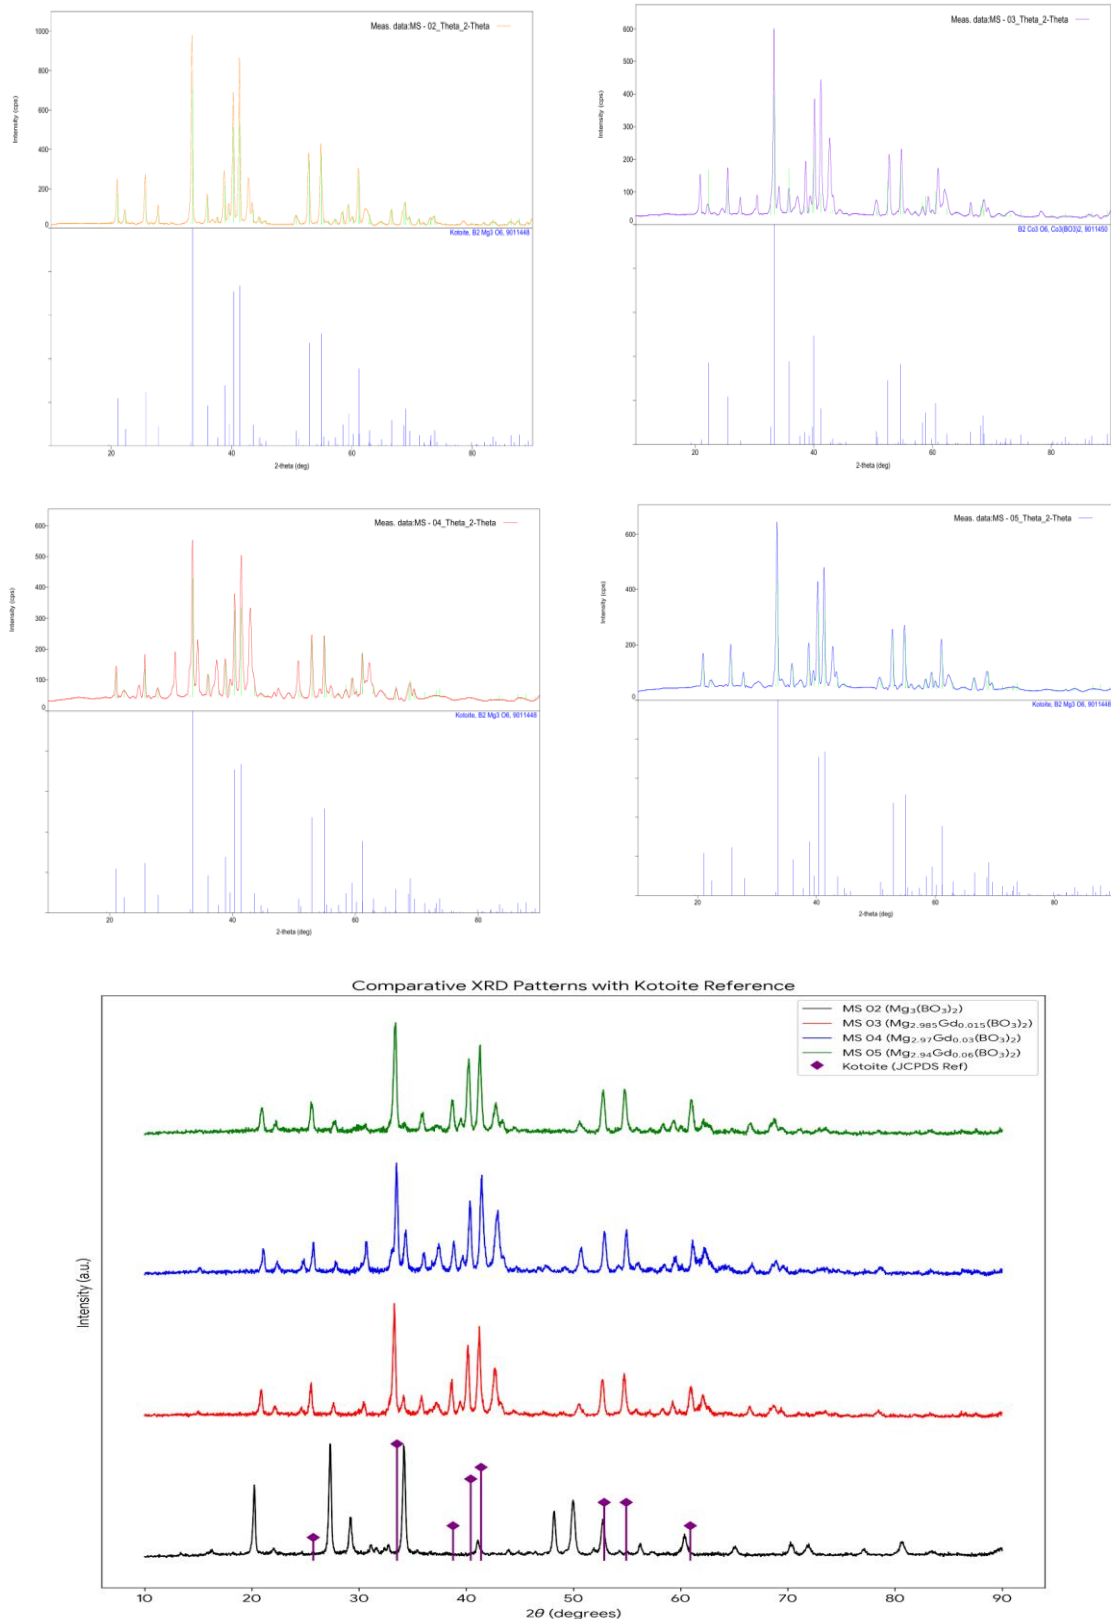 Meas. data:MS - 02_Theta_2-Theta
Intensity (cps)
1000
800
600
400
200
0
Kotoite, B2 Mg3 O6, 9011448
20
40
60
80
2-theta (deg)
Meas. data:MS - 03_Theta_2-Theta
Intensity (cps)
600
500
400
300
200
100
0
B2 Co3 O6, Co3(BO3)2, 9011450
20
40
60
80
2-theta (deg)
Meas. data:MS - 04_Theta_2-Theta
Intensity (cps)
600
500
400
300
200
100
0
Kotoite, B2 Mg3 O6, 9011448
20
40
60
80
2-theta (deg)
Meas. data:MS - 05_Theta_2-Theta
Intensity (cps)
600
400
200
0
Kotoite, B2 Mg3 O6, 9011448
20
40
60
80
2-theta (deg)
Comparative XRD Patterns with Kotoite Reference
MS 02 (Mg₃(BO₃)₂)
MS 03 (Mg₂.₉₈₅Gd₀.₀₁₅(BO₃)₂)
MS 04 (Mg₂.₉₇Gd₀.₀₃(BO₃)₂)
MS 05 (Mg₂.₉₄Gd₀.₀₆(BO₃)₂)
Kotoite (JCPDS Ref)
Intensity (a.u.)
10
20
30
40
50
60
70
80
90
2θ (degrees)